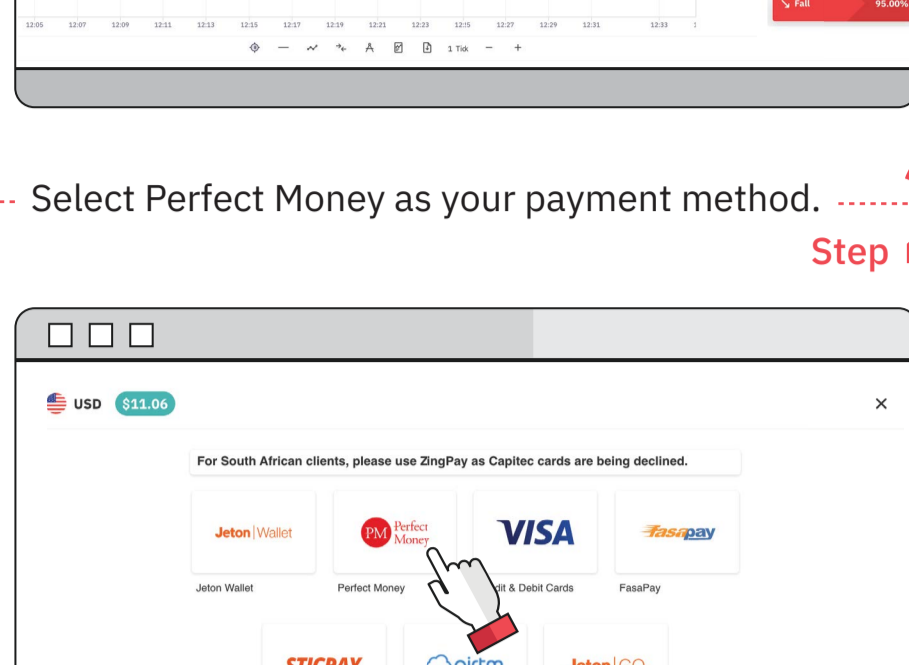 Fall 95.00%
12:05 12:07 12:09 12:11 12:13 12:15 12:17 12:19 12:21 12:23 12:15 12:27 12:29 12:31 12:33
1 Tick
Select Perfect Money as your payment method.
Step
USD $11.06
For South African clients, please use ZingPay as Capitec cards are being declined.
Jeton|Wallet PM Perfect Money VISA Fasapay
Jeton Wallet Perfect Money dit & Debit Cards FasaPay
STICPAY airtm Jeton|GO